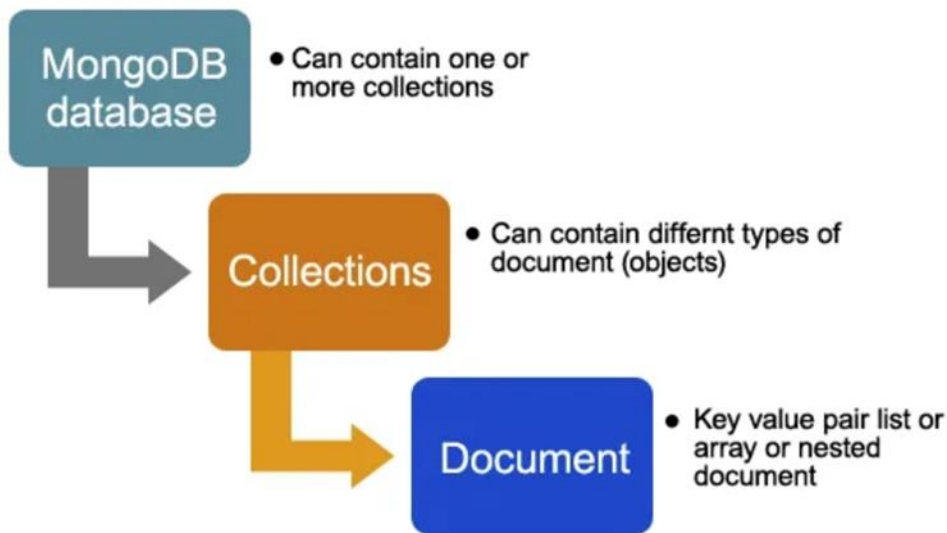 MongoDB
database
• Can contain one or
more collections
Collections
• Can contain differnt types of
document (objects)
Document
• Key value pair list or
array or nested
document